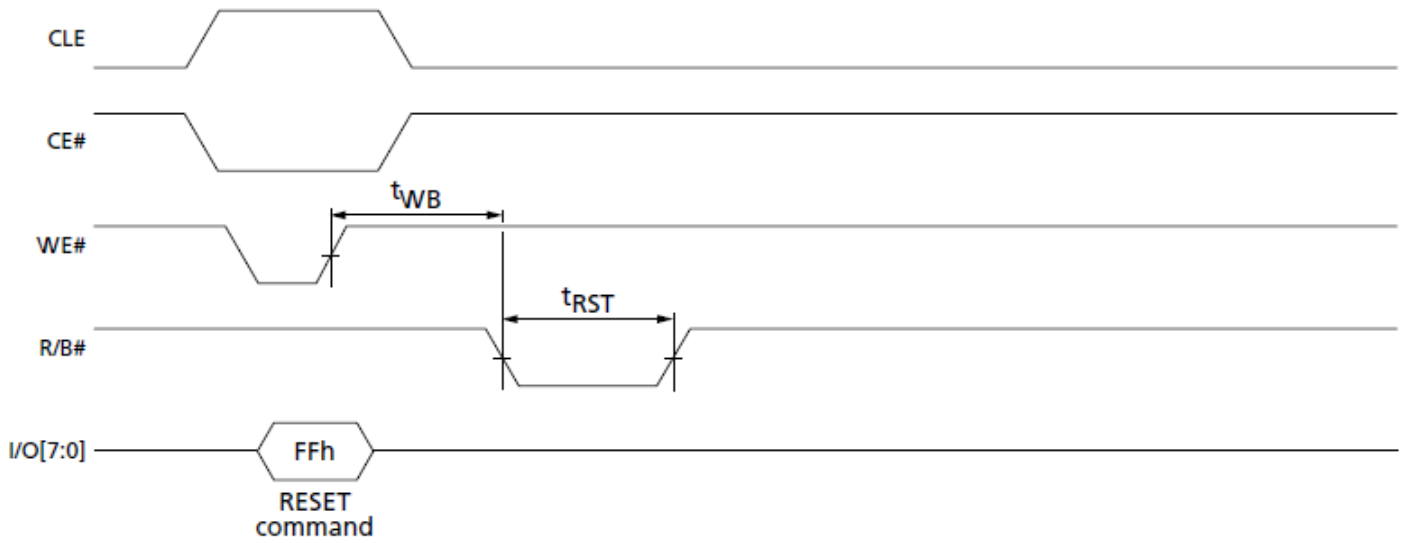 CLE
CE#
tWB
WE#
tRST
R/B#
I/O[7:0]
FFh
RESET
command